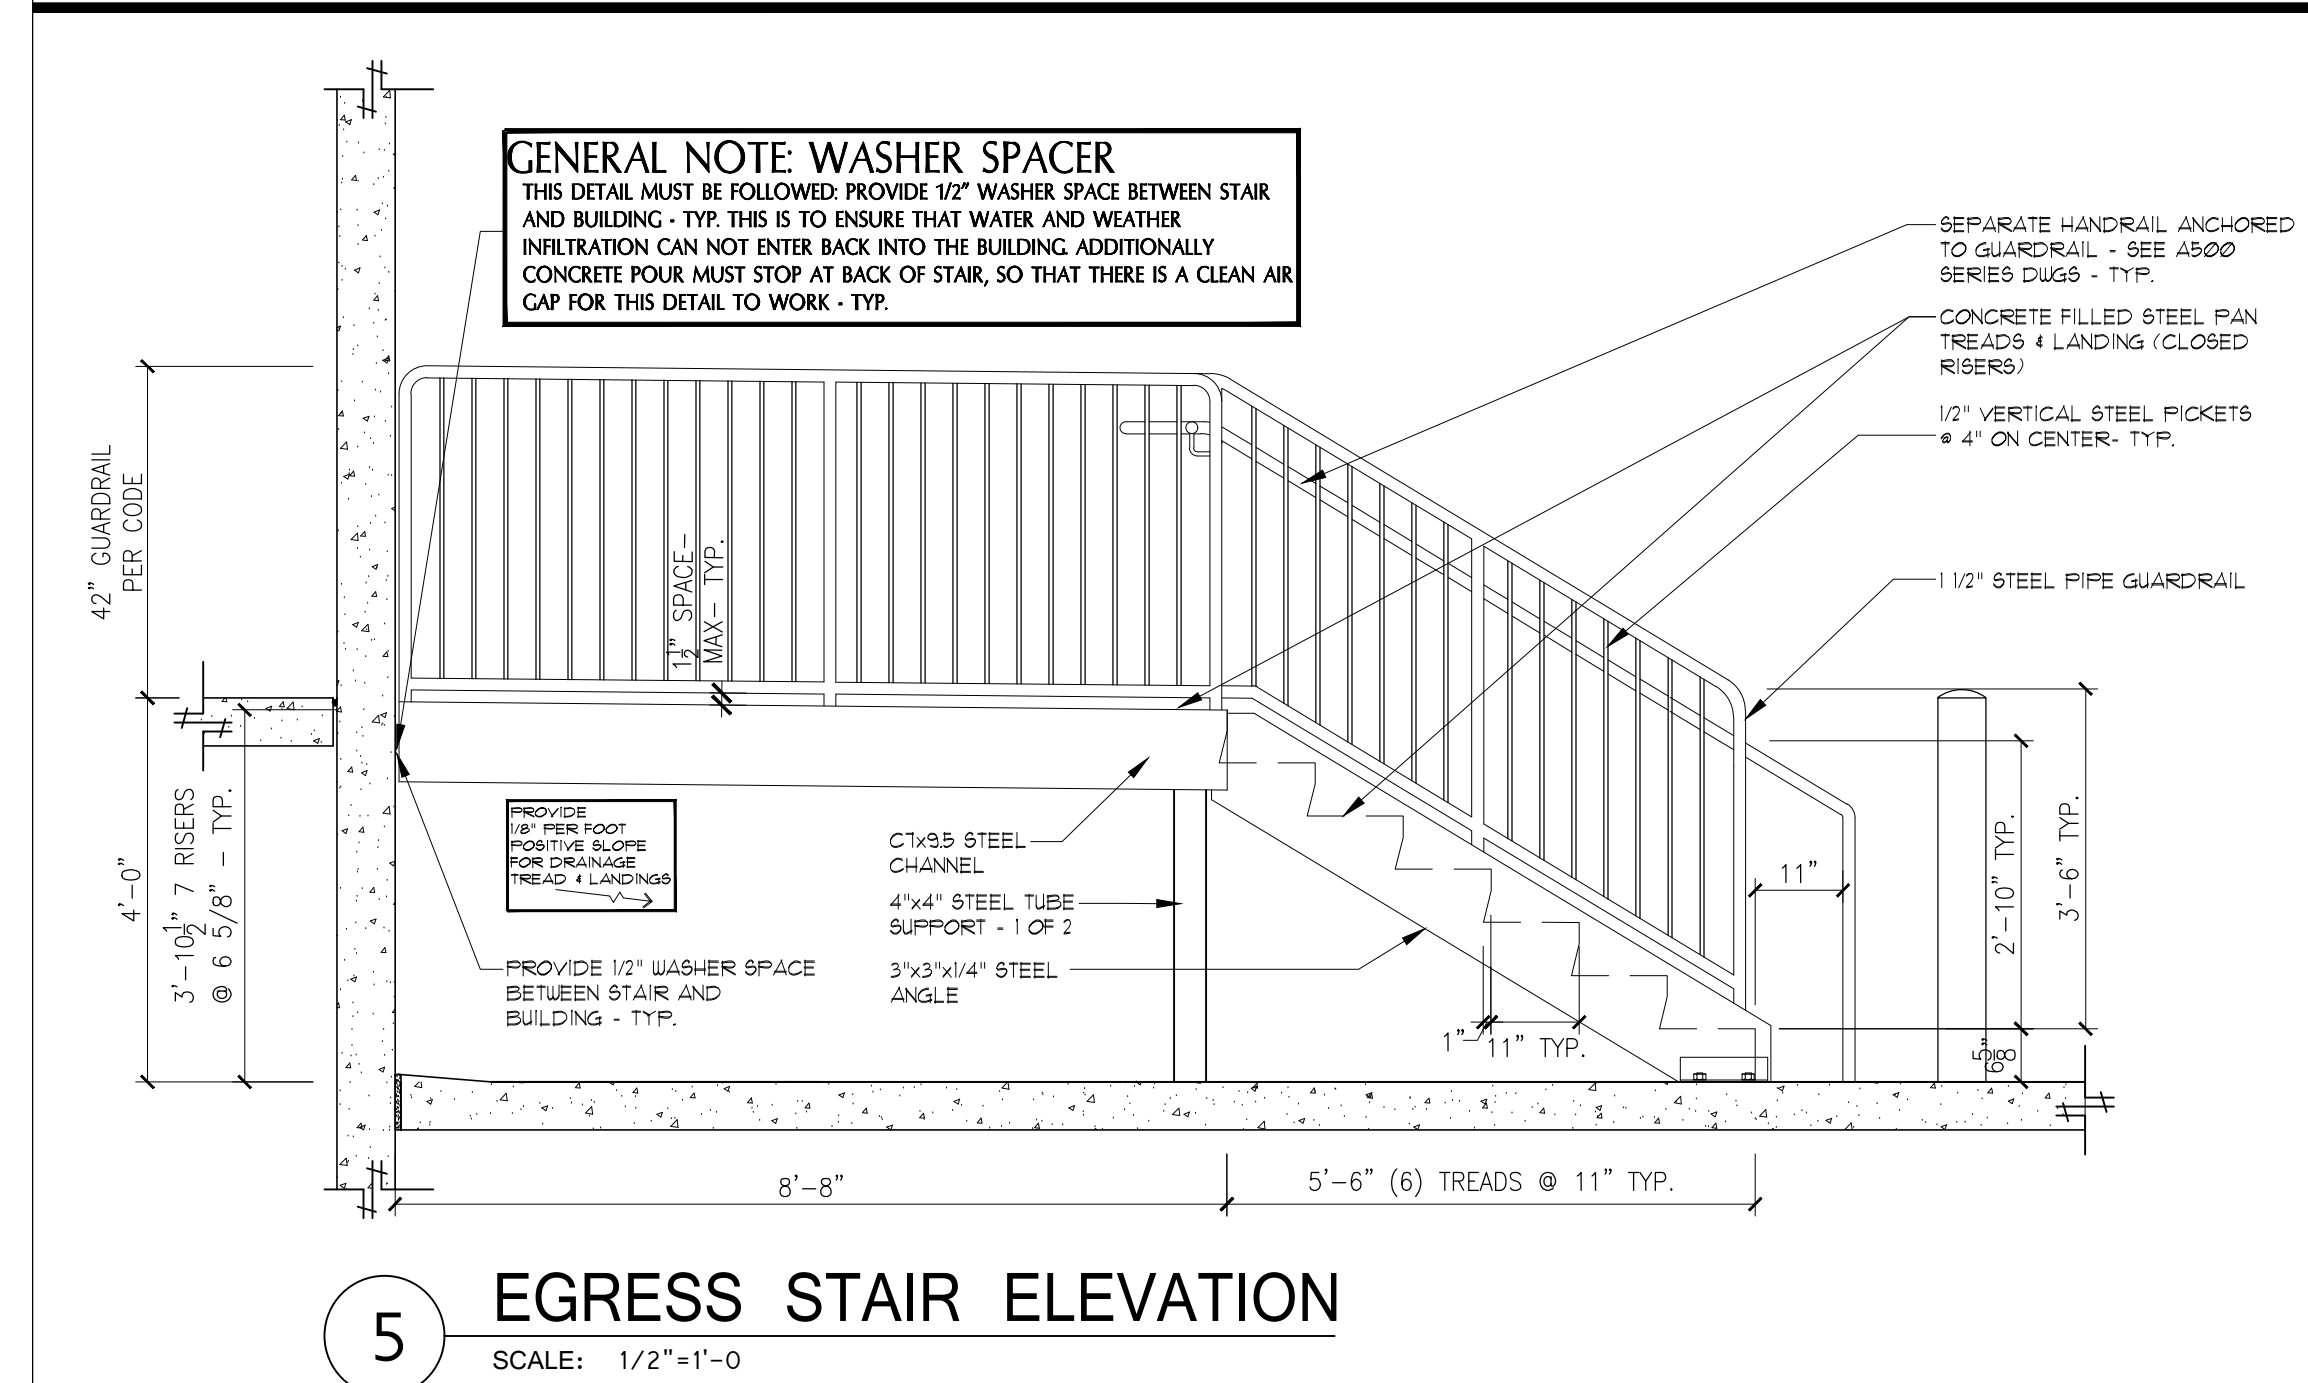 GENERAL NOTE: WASHER SPACER
THIS DETAIL MUST BE FOLLOWED: PROVIDE 1/2" WASHER SPACE BETWEEN STAIR
AND BUILDING - TYP. THIS IS TO ENSURE THAT WATER AND WEATHER
INFILTRATION CAN NOT ENTER BACK INTO THE BUILDING. ADDITIONALLY
CONCRETE POUR MUST STOP AT BACK OF STAIR, SO THAT THERE IS A CLEAN AIR
GAP FOR THIS DETAIL TO WORK - TYP.
SEPARATE HANDRAIL ANCHORED
TO GUARDRAIL - SEE A500
SERIES DWGS - TYP.
CONCRETE FILLED STEEL PAN
TREADS & LANDING (CLOSED
RISERS)
1/2" VERTICAL STEEL PICKETS
@ 4" ON CENTER- TYP.
1 1/2" STEEL PIPE GUARDRAIL
42" GUARDRAIL
PER CODE
1 1/2" SPACE-
MAX- TYP.
4'-0"
3'-10 1/2" 7 RISERS
@ 6 5/8" - TYP.
PROVIDE
1/8" PER FOOT
POSITIVE SLOPE
FOR DRAINAGE
TREAD & LANDINGS
PROVIDE 1/2" WASHER SPACE
BETWEEN STAIR AND
BUILDING - TYP.
C7x9.5 STEEL
CHANNEL
4"x4" STEEL TUBE
SUPPORT - 1 OF 2
3"x3"x1/4" STEEL
ANGLE
1"
11" TYP.
11"
2'-10" TYP.
3'-6" TYP.
6 5/8"
8'-8"
5'-6" (6) TREADS @ 11" TYP.
5
EGRESS STAIR ELEVATION
SCALE: 1/2"=1'-0